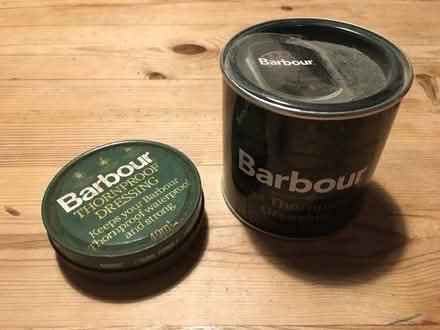 Barbour
THORNPROOF
DRESSING
Keeps your Barbour
Thornproof waterproof
and strong.
Barbour
Barbour